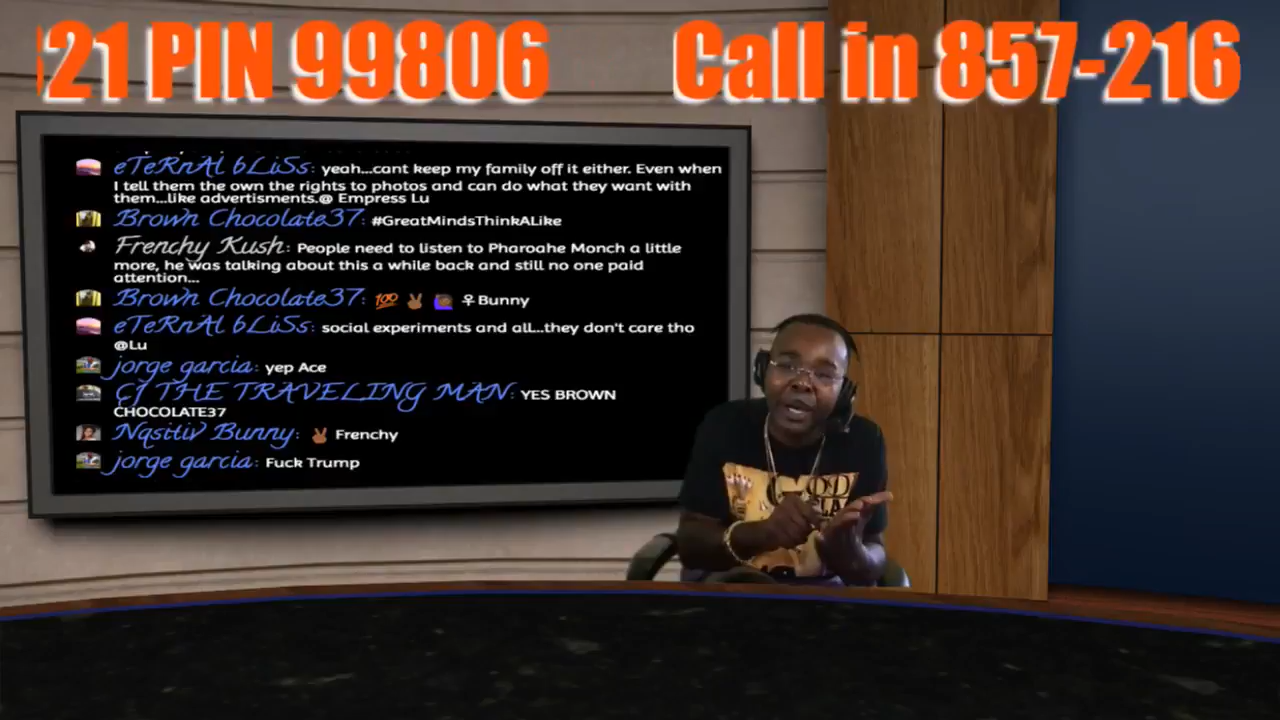 21 PIN 99806 Call in 857-216
eTeRnAl bLiSs: yeah...cant keep my family off it either. Even when
I tell them the own the rights to photos and can do what they want with
them...like advertisments.@ Empress Lu
Brown Chocolate37: #GreatMindsThinkALike
Frenchy Kush: People need to listen to Pharoahe Monch a little
more, he was talking about this a while back and still no one paid
attention...
Brown Chocolate37: 💯 ✌🏾 🙋🏾 ♀ Bunny
eTeRnAl bLiSs: social experiments and all...they don't care tho
@Lu
jorge garcia: yep Ace
CJ THE TRAVELING MAN: YES BROWN
CHOCOLATE37
Nqsitiv Bunny: ✌🏾 Frenchy
jorge garcia: Fuck Trump